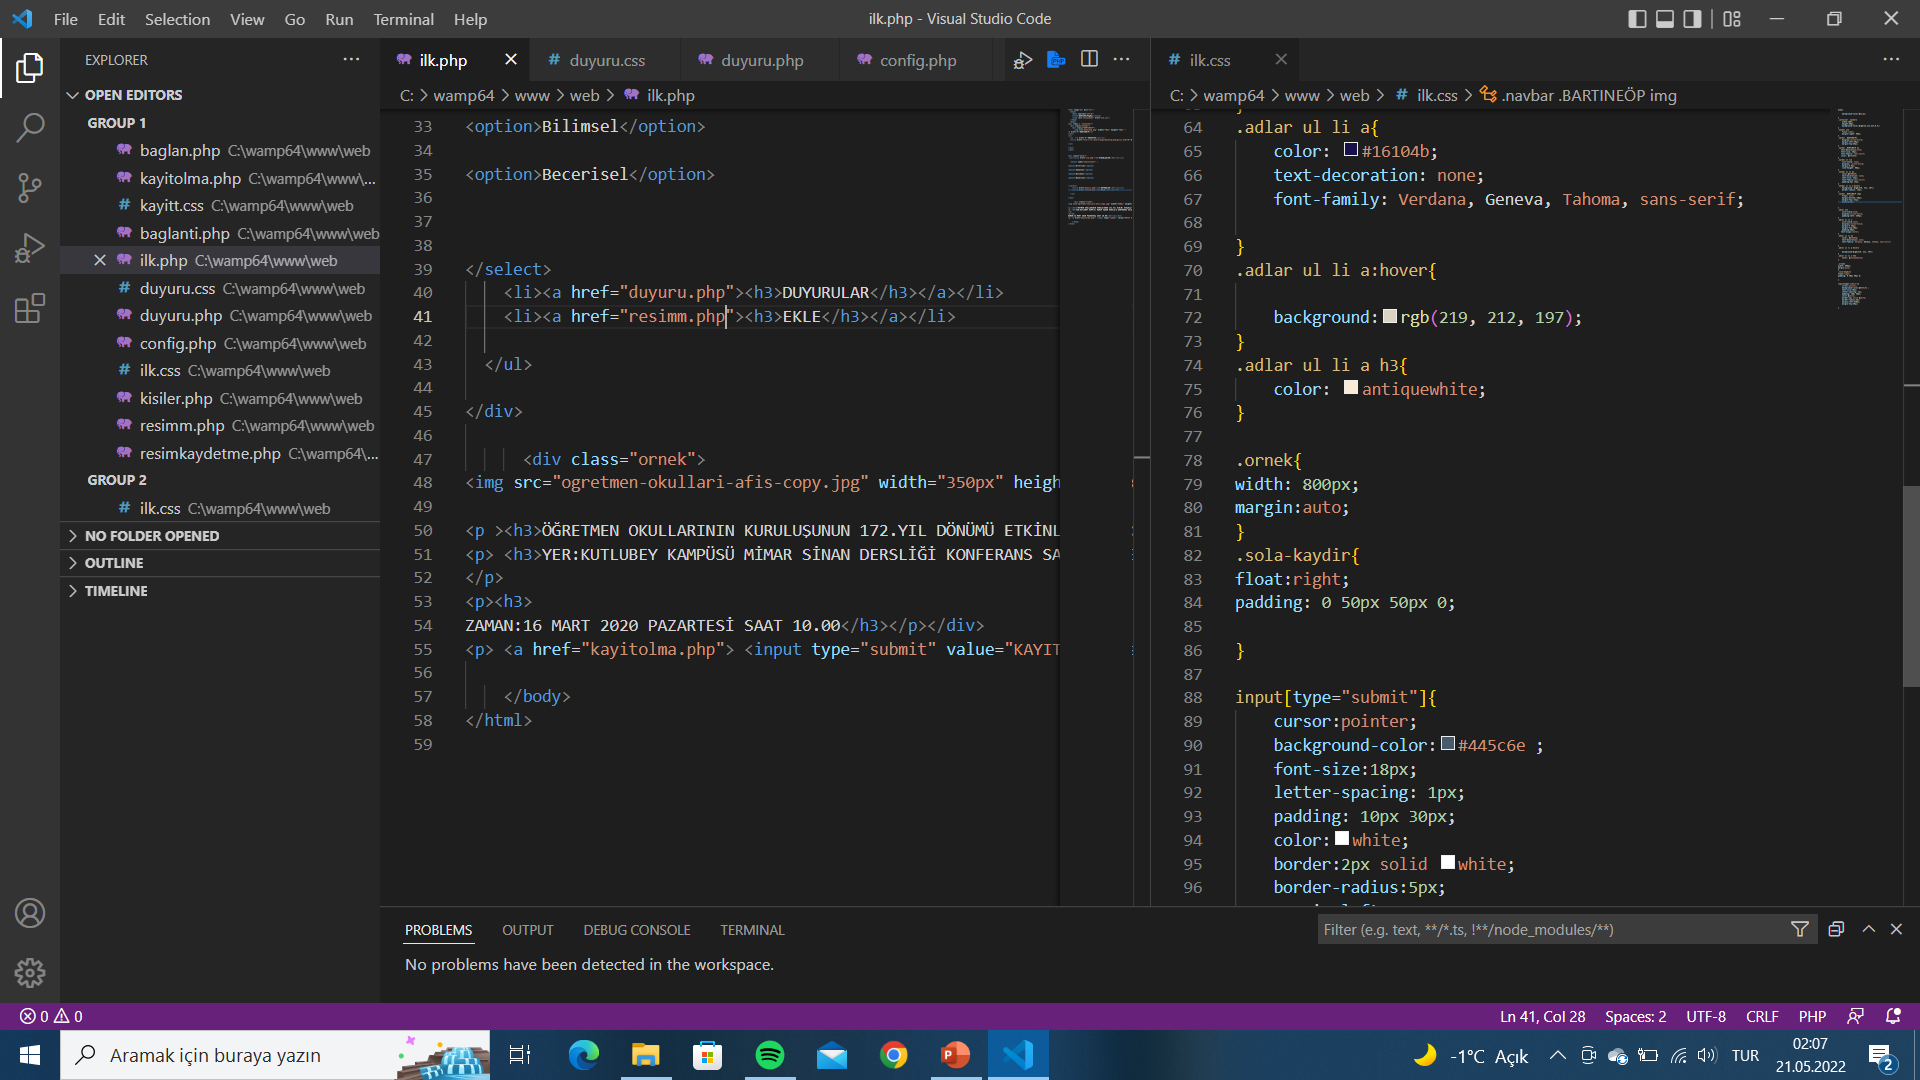 File Edit Selection View Go Run Terminal Help
ilk.php - Visual Studio Code
EXPLORER
OPEN EDITORS
GROUP 1
baglan.php C:\wamp64\www\web
kayitolma.php C:\wamp64\www\...
# kayitt.css C:\wamp64\www\web
baglanti.php C:\wamp64\www\web
ilk.php C:\wamp64\www\web
# duyuru.css C:\wamp64\www\web
duyuru.php C:\wamp64\www\web
config.php C:\wamp64\www\web
# ilk.css C:\wamp64\www\web
kisiler.php C:\wamp64\www\web
resimm.php C:\wamp64\www\web
resimkaydetme.php C:\wamp64\...
GROUP 2
# ilk.css C:\wamp64\www\web
NO FOLDER OPENED
OUTLINE
TIMELINE
ilk.php
# duyuru.css
duyuru.php
config.php
C: > wamp64 > www > web > ilk.php
33 <option>Bilimsel</option>
34
35 <option>Becerisel</option>
36
37
38
39 </select>
40 <li><a href="duyuru.php"><h3>DUYURULAR</h3></a></li>
41 <li><a href="resimm.php"><h3>EKLE</h3></a></li>
42
43 </ul>
44
45 </div>
46
47 <div class="ornek">
48 <img src="ogretmen-okullari-afis-copy.jpg" width="350px" heigh
49
50 <p ><h3>ÖĞRETMEN OKULLARININ KURULUŞUNUN 172.YIL DÖNÜMÜ ETKİNL
51 <p> <h3>YER:KUTLUBEY KAMPÜSÜ MİMAR SİNAN DERSLİĞİ KONFERANS SA
52 </p>
53 <p><h3>
54 ZAMAN:16 MART 2020 PAZARTESİ SAAT 10.00</h3></p></div>
55 <p> <a href="kayitolma.php"> <input type="submit" value="KAYIT
56
57 </body>
58 </html>
59
# ilk.css
C: > wamp64 > www > web > # ilk.css > .navbar .BARTINEÖP img
64 .adlar ul li a{
65 color: #16104b;
66 text-decoration: none;
67 font-family: Verdana, Geneva, Tahoma, sans-serif;
68
69 }
70 .adlar ul li a:hover{
71
72 background: rgb(219, 212, 197);
73 }
74 .adlar ul li a h3{
75 color: antiquewhite;
76 }
77
78 .ornek{
79 width: 800px;
80 margin:auto;
81 }
82 .sola-kaydir{
83 float:right;
84 padding: 0 50px 50px 0;
85
86 }
87
88 input[type="submit"]{
89 cursor:pointer;
90 background-color: #445c6e ;
91 font-size:18px;
92 letter-spacing: 1px;
93 padding: 10px 30px;
94 color: white;
95 border:2px solid white;
96 border-radius:5px;
PROBLEMS OUTPUT DEBUG CONSOLE TERMINAL
Filter (e.g. text, **/*.ts, !**/node_modules/**)
No problems have been detected in the workspace.
0 0
Ln 41, Col 28 Spaces: 2 UTF-8 CRLF PHP
Aramak için buraya yazın
-1°C Açık
TUR
02:07
21.05.2022
2